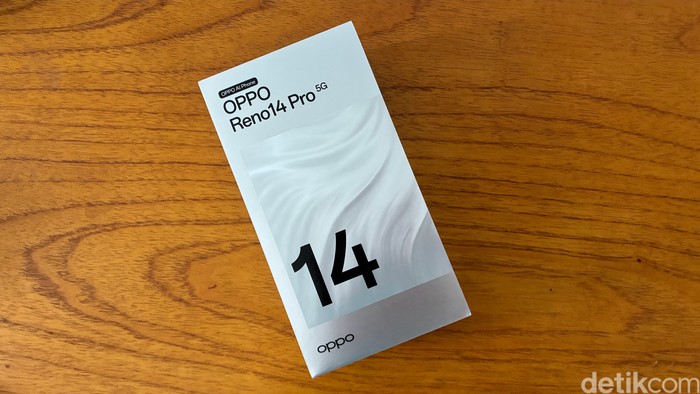 OPPO AI Phone
OPPO
Reno14 Pro 5G
14
oppo
detikcom